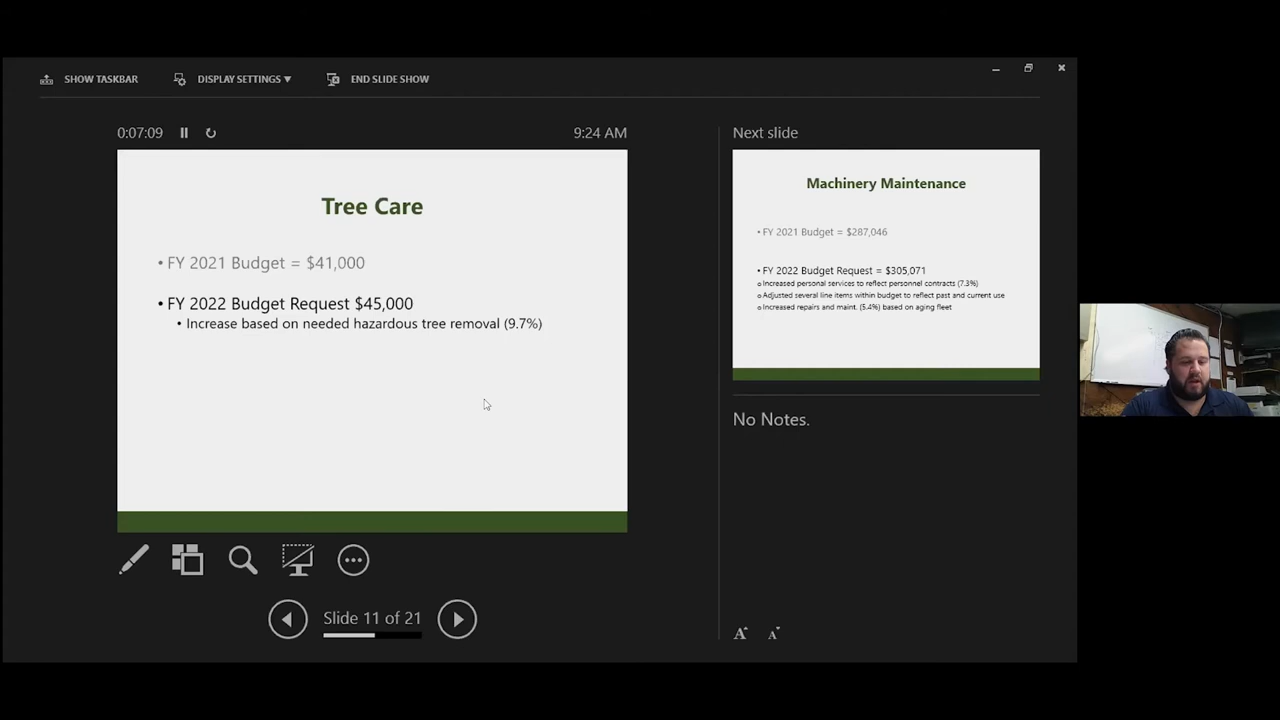 SHOW TASKBAR
DISPLAY SETTINGS ▼
END SLIDE SHOW
0:07:09
9:24 AM
Tree Care
• FY 2021 Budget = $41,000
• FY 2022 Budget Request $45,000
• Increase based on needed hazardous tree removal (9.7%)
Slide 11 of 21
Next slide
Machinery Maintenance
• FY 2021 Budget = $287,046
• FY 2022 Budget Request = $305,071
o Increased personal services to reflect personnel contracts (7.3%)
o Adjusted several line items within budget to reflect past and current use
o Increased repairs and maint. (5.4%) based on aging fleet
No Notes.
A A